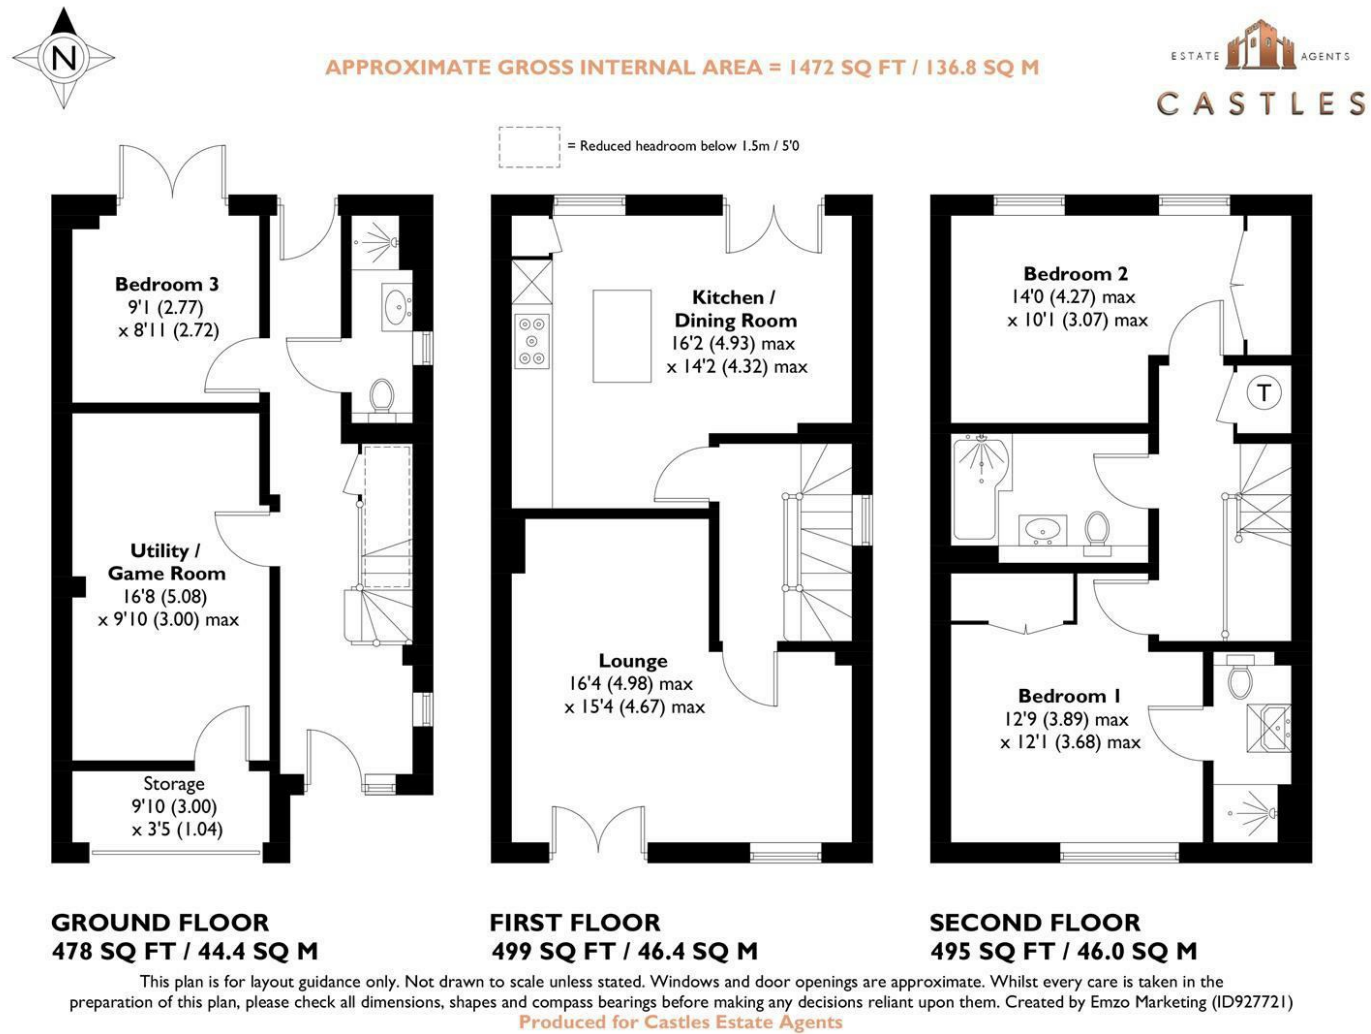 N
APPROXIMATE GROSS INTERNAL AREA = 1472 SQ FT / 136.8 SQ M
ESTATE AGENTS
CASTLES
= Reduced headroom below 1.5m / 5'0
Bedroom 3
9'1 (2.77)
x 8'11 (2.72)
Utility /
Game Room
16'8 (5.08)
x 9'10 (3.00) max
Storage
9'10 (3.00)
x 3'5 (1.04)
Kitchen /
Dining Room
16'2 (4.93) max
x 14'2 (4.32) max
Lounge
16'4 (4.98) max
x 15'4 (4.67) max
Bedroom 2
14'0 (4.27) max
x 10'1 (3.07) max
T
Bedroom 1
12'9 (3.89) max
x 12'1 (3.68) max
GROUND FLOOR
478 SQ FT / 44.4 SQ M
FIRST FLOOR
499 SQ FT / 46.4 SQ M
SECOND FLOOR
495 SQ FT / 46.0 SQ M
This plan is for layout guidance only. Not drawn to scale unless stated. Windows and door openings are approximate. Whilst every care is taken in the
preparation of this plan, please check all dimensions, shapes and compass bearings before making any decisions reliant upon them. Created by Emzo Marketing (ID927721)
Produced for Castles Estate Agents